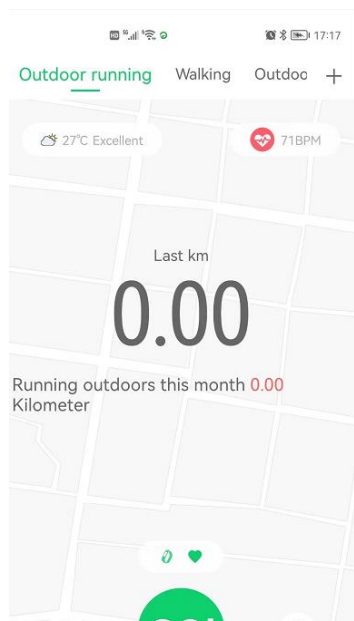 17:17
Outdoor running Walking Outdoo +
27°C Excellent 71BPM
Last km
0.00
Running outdoors this month 0.00
Kilometer